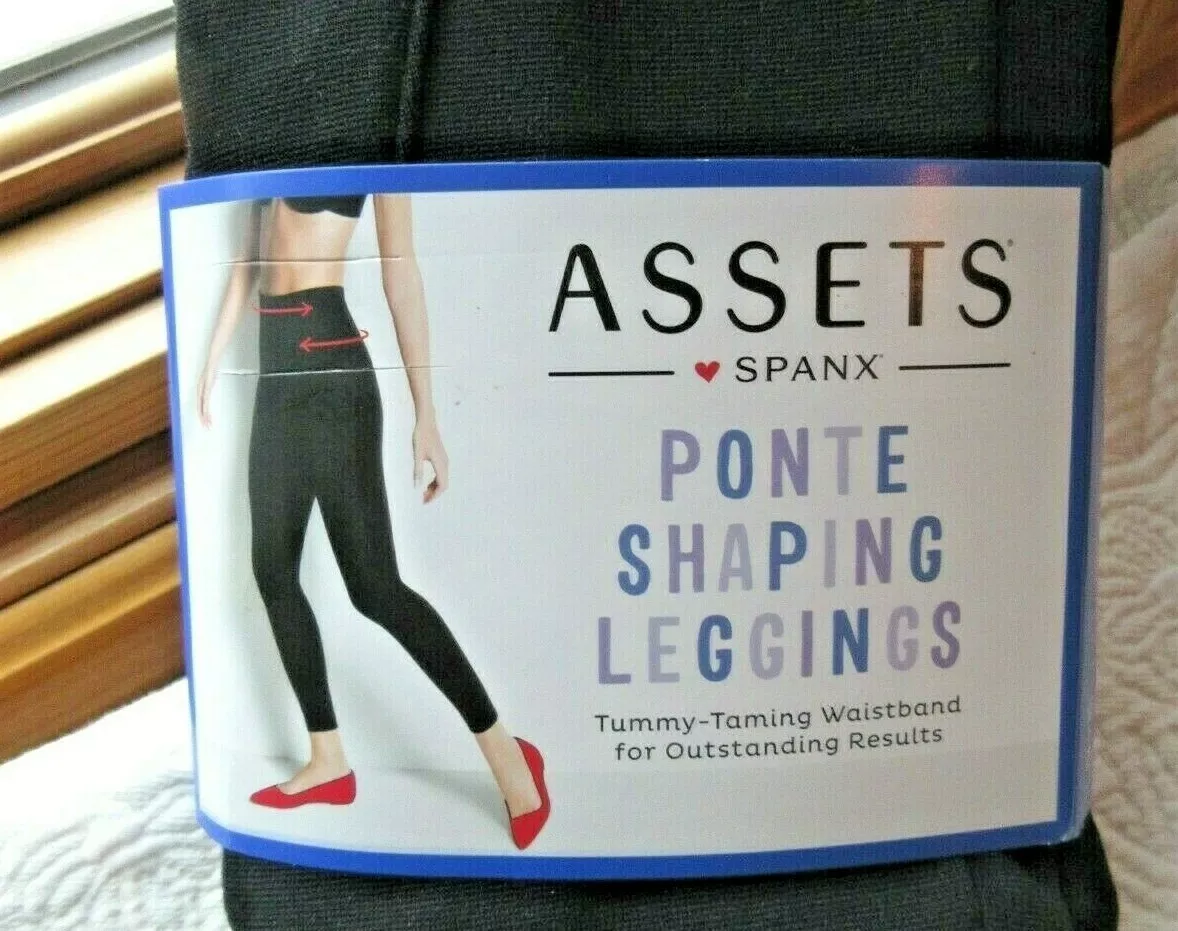 ASSETS®
❤ SPANX®
PONTE
SHAPING
LEGGINGS
Tummy-Taming Waistband
for Outstanding Results